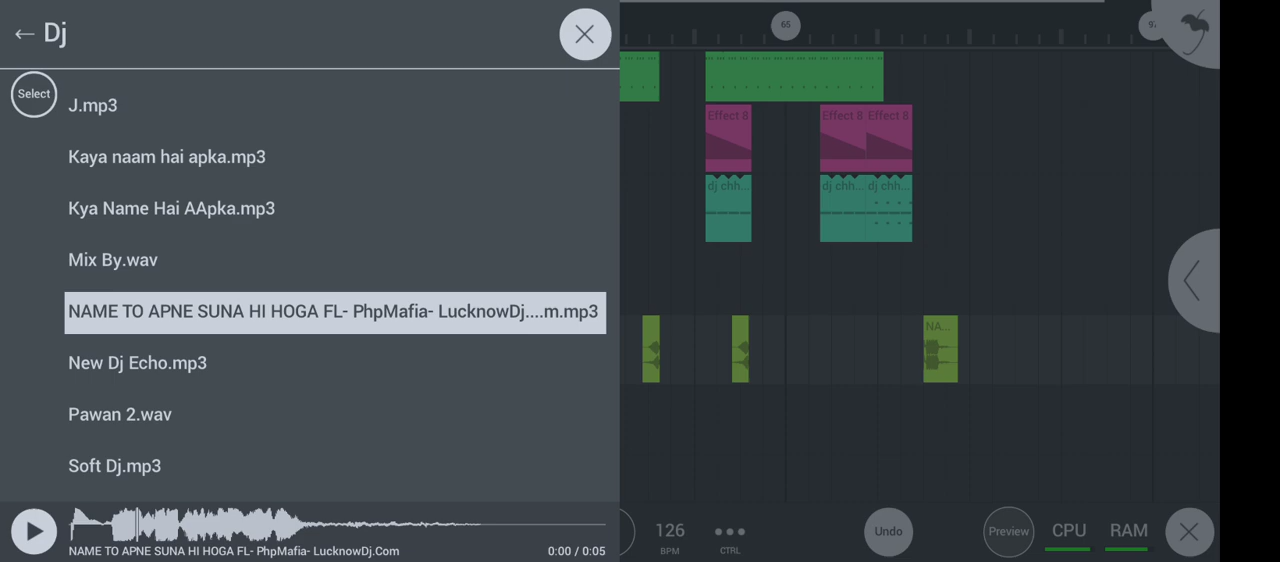 ← Dj
Select
J.mp3
Kaya naam hai apka.mp3
Kya Name Hai AApka.mp3
Mix By.wav
NAME TO APNE SUNA HI HOGA FL- PhpMafia- LucknowDj....m.mp3
New Dj Echo.mp3
Pawan 2.wav
Soft Dj.mp3
NAME TO APNE SUNA HI HOGA FL- PhpMafia- LucknowDj.Com
0:00 / 0:05
65
Effect 8
Effect 8
Effect 8
dj chh...
dj chh...
dj chh...
NA...
126
BPM
CTRL
Undo
Preview
CPU
RAM